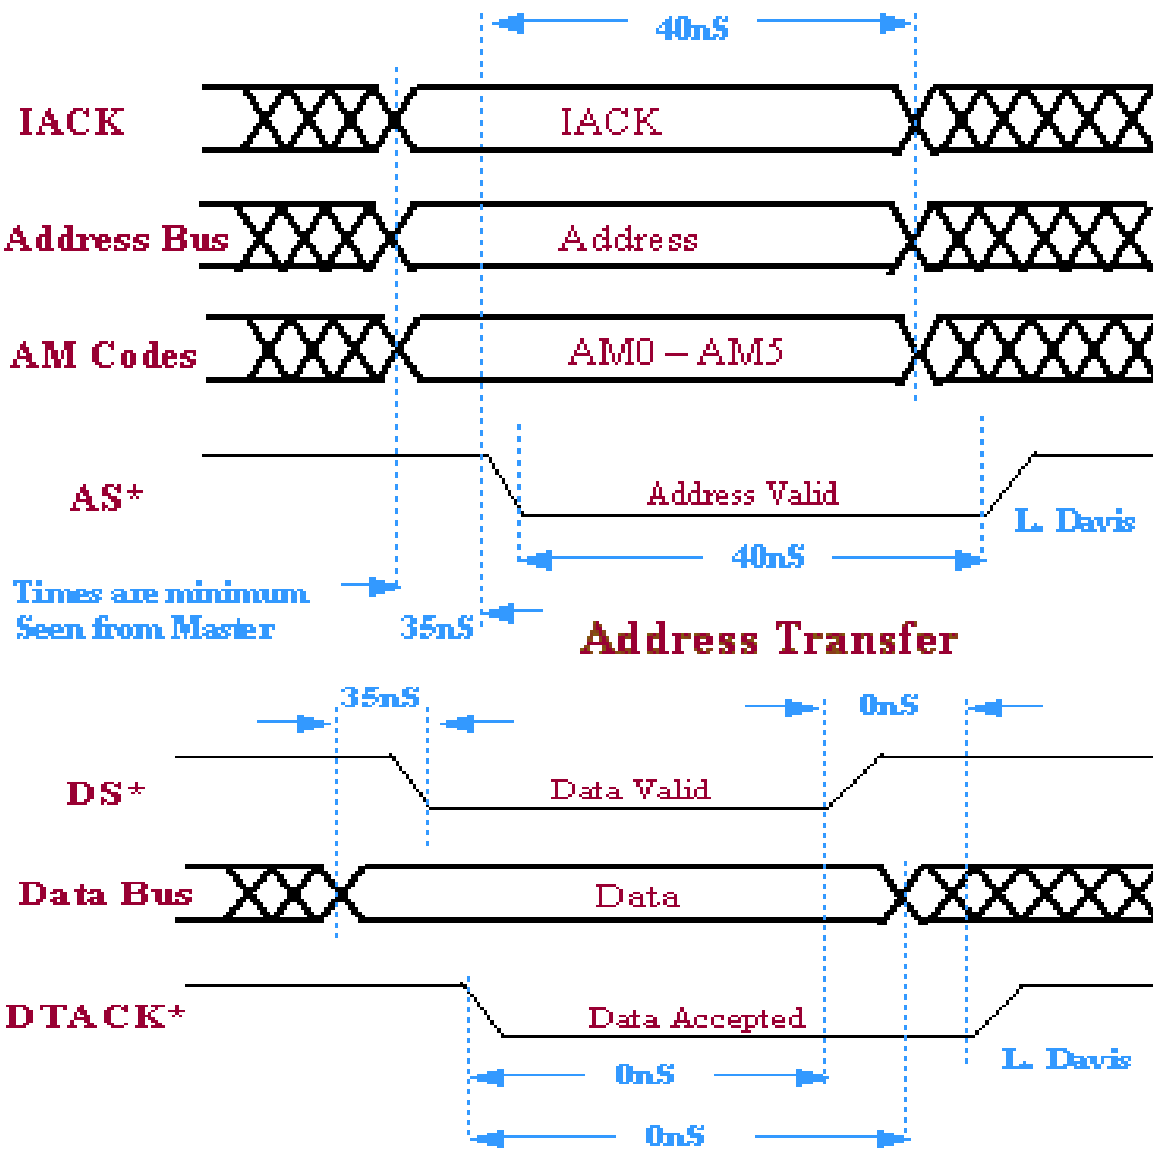 40nS
IACK IACK
Address Bus Address
AM Codes AM0 – AM5
AS* Address Valid
L. Davis
40nS
Times are minimum
Seen from Master
35nS
Address Transfer
35nS 0nS
DS* Data Valid
Data Bus Data
DTACK* Data Accepted
L. Davis
0nS
0nS